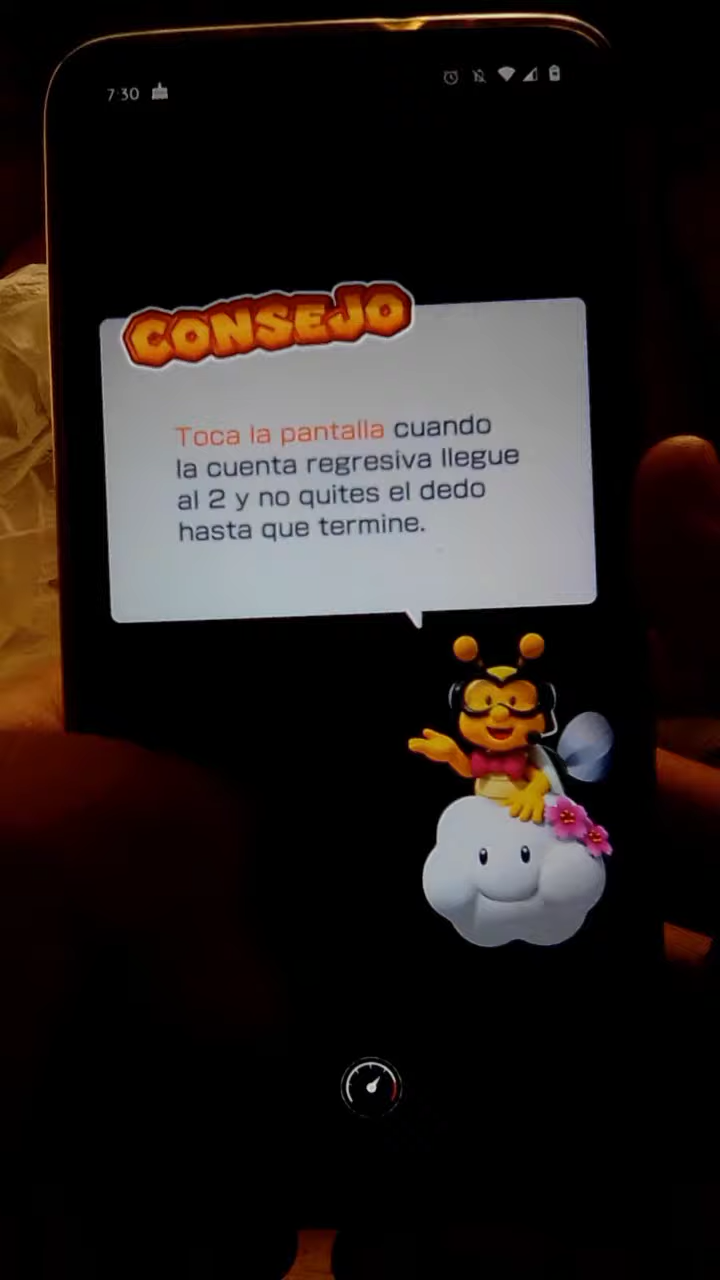 7:30
CONSEJO
Toca la pantalla cuando
la cuenta regresiva llegue
al 2 y no quites el dedo
hasta que termine.